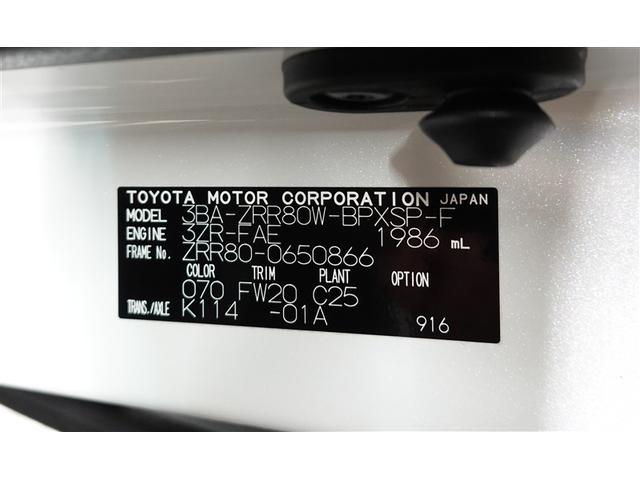 TOYOTA MOTOR CORPORATION JAPAN
MODEL 3BA-ZRR80W-BPXSP-F
ENGINE 3ZR-FAE 1986 mL
FRAME No. ZRR80-0650866
COLOR TRIM PLANT OPTION
070 FW20 C25
TRANS./AXLE K114 -01A
916